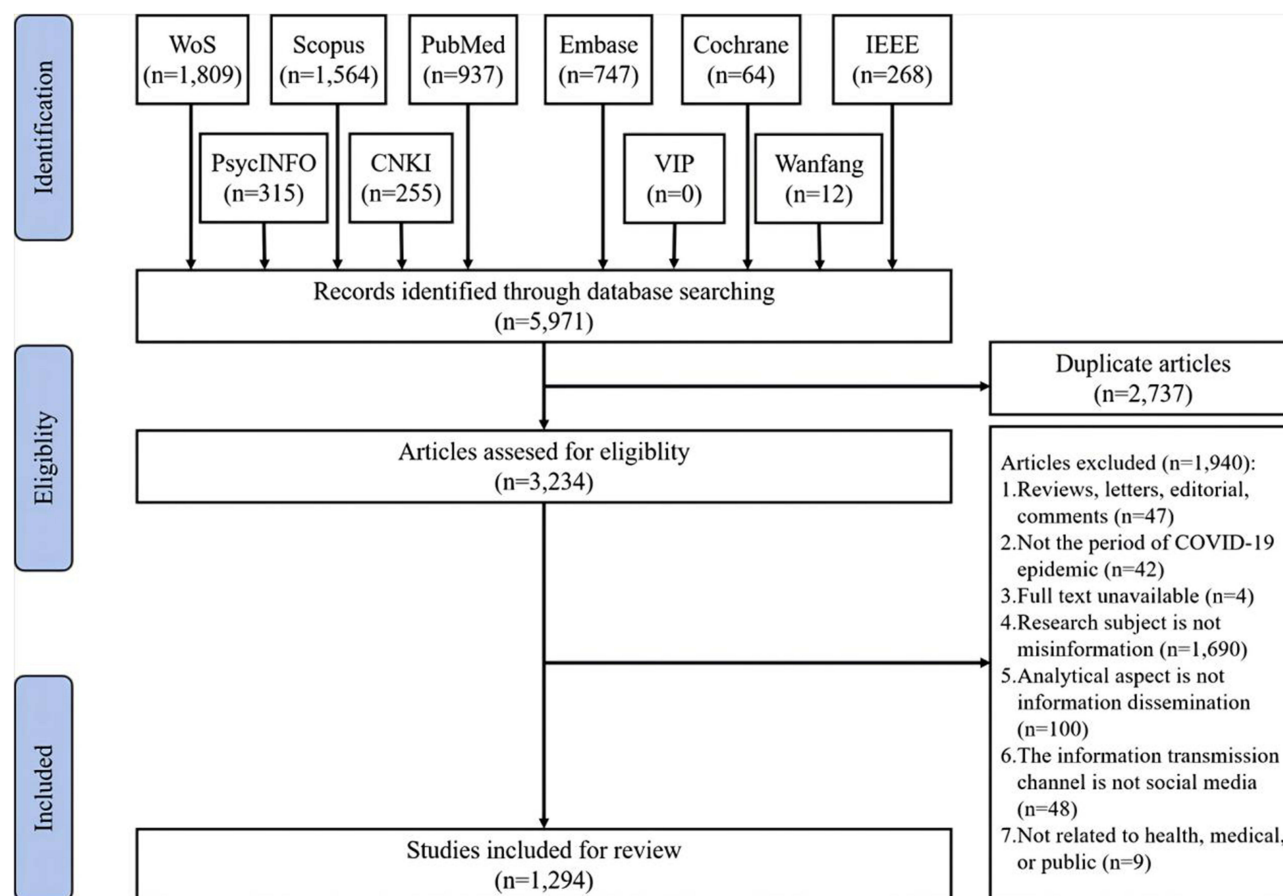 Identification
WoS
(n=1,809)
Scopus
(n=1,564)
PubMed
(n=937)
Embase
(n=747)
Cochrane
(n=64)
IEEE
(n=268)
PsycINFO
(n=315)
CNKI
(n=255)
VIP
(n=0)
Wanfang
(n=12)
Records identified through database searching
(n=5,971)
Eligiblity
Duplicate articles
(n=2,737)
Articles assesed for eligiblity
(n=3,234)
Articles excluded (n=1,940):
1.Reviews, letters, editorial,
comments (n=47)
2.Not the period of COVID-19
epidemic (n=42)
3.Full text unavailable (n=4)
4.Research subject is not
misinformation (n=1,690)
5.Analytical aspect is not
information dissemination
(n=100)
6.The information transmission
channel is not social media
(n=48)
7.Not related to health, medical,
or public (n=9)
Included
Studies included for review
(n=1,294)